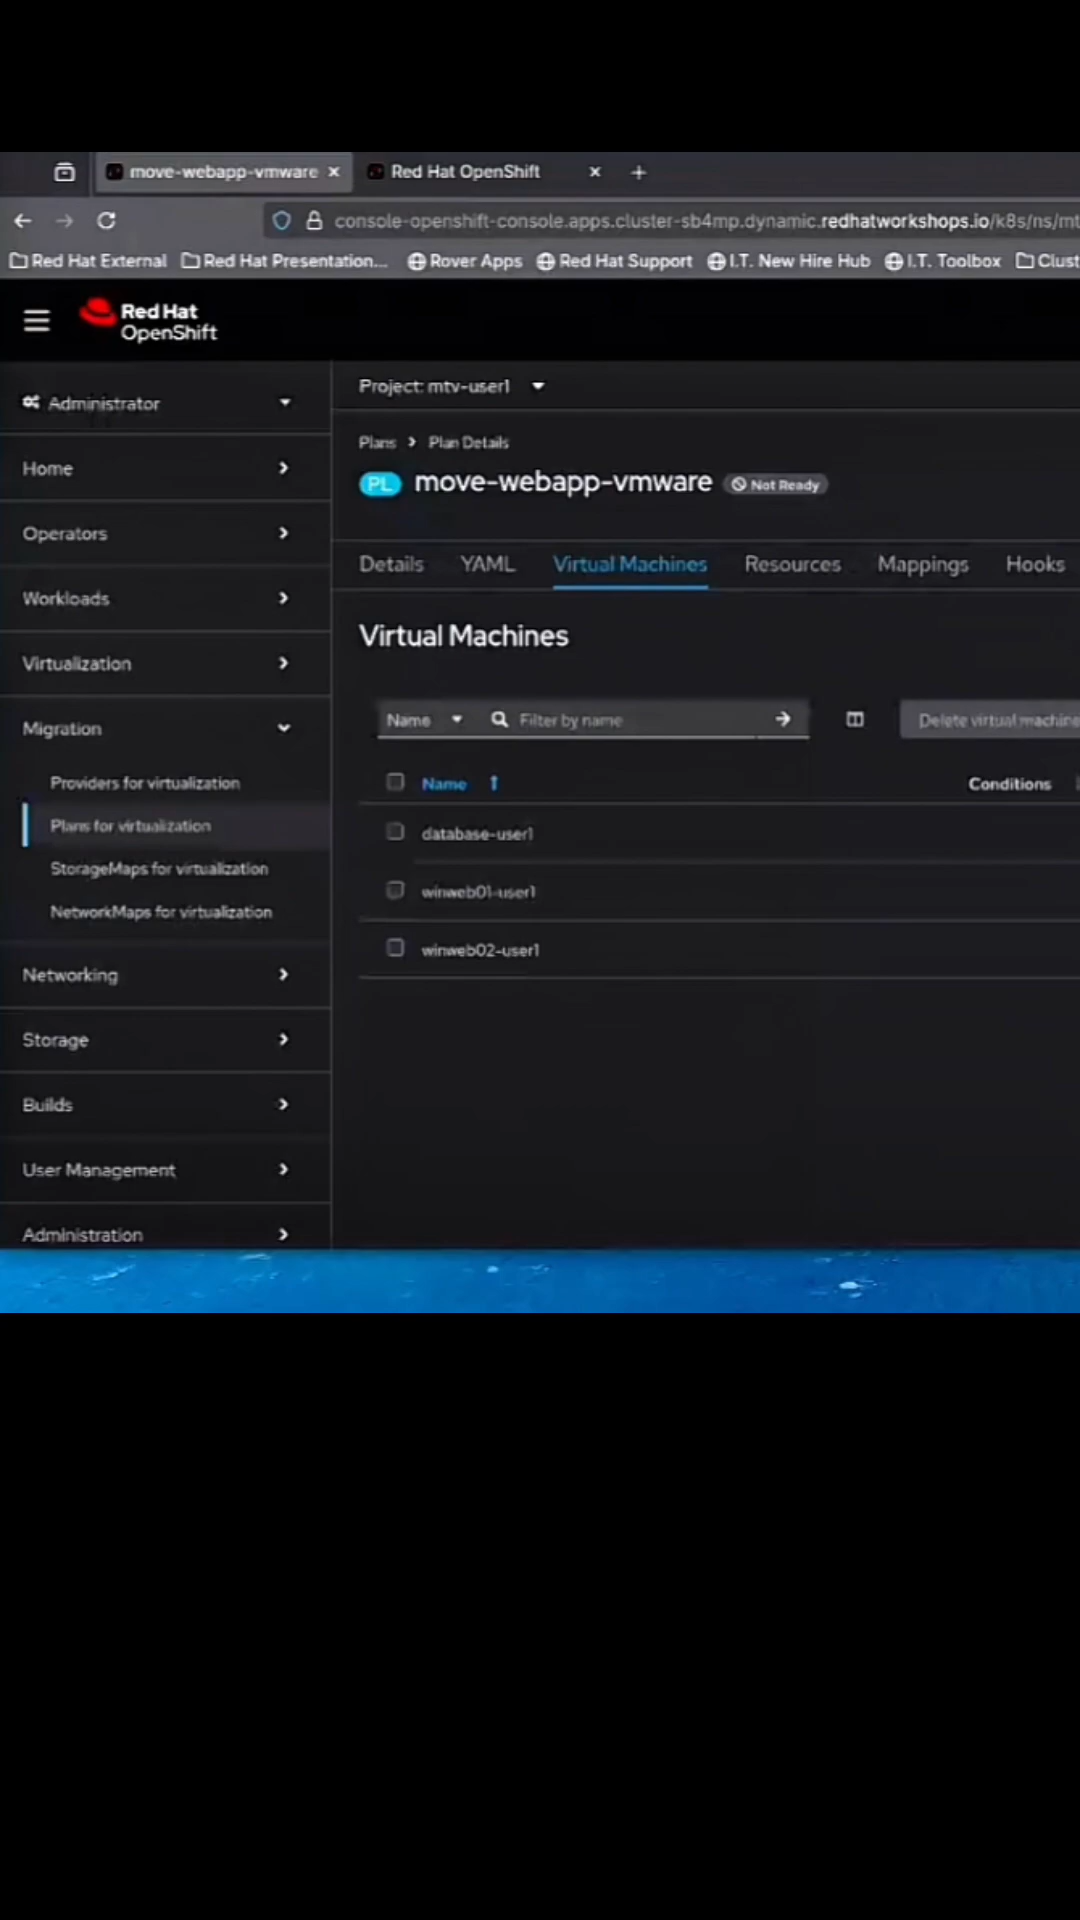 move-webapp-vmware
Red Hat OpenShift
console-openshift-console.apps.cluster-sb4mp.dynamic.redhatworkshops.io/k8s/ns/mt
Red Hat External Red Hat Presentation... Rover Apps Red Hat Support I.T. New Hire Hub I.T. Toolbox Clust
Red Hat
OpenShift
Administrator
Home
Operators
Workloads
Virtualization
Migration
Providers for virtualization
Plans for virtualization
StorageMaps for virtualization
NetworkMaps for virtualization
Networking
Storage
Builds
User Management
Administration
Project: mtv-user1
Plans > Plan Details
PL move-webapp-vmware Not Ready
Details YAML Virtual Machines Resources Mappings Hooks
Virtual Machines
Name Filter by name Delete virtual machine
Name Conditions
database-user1
winweb01-user1
winweb02-user1